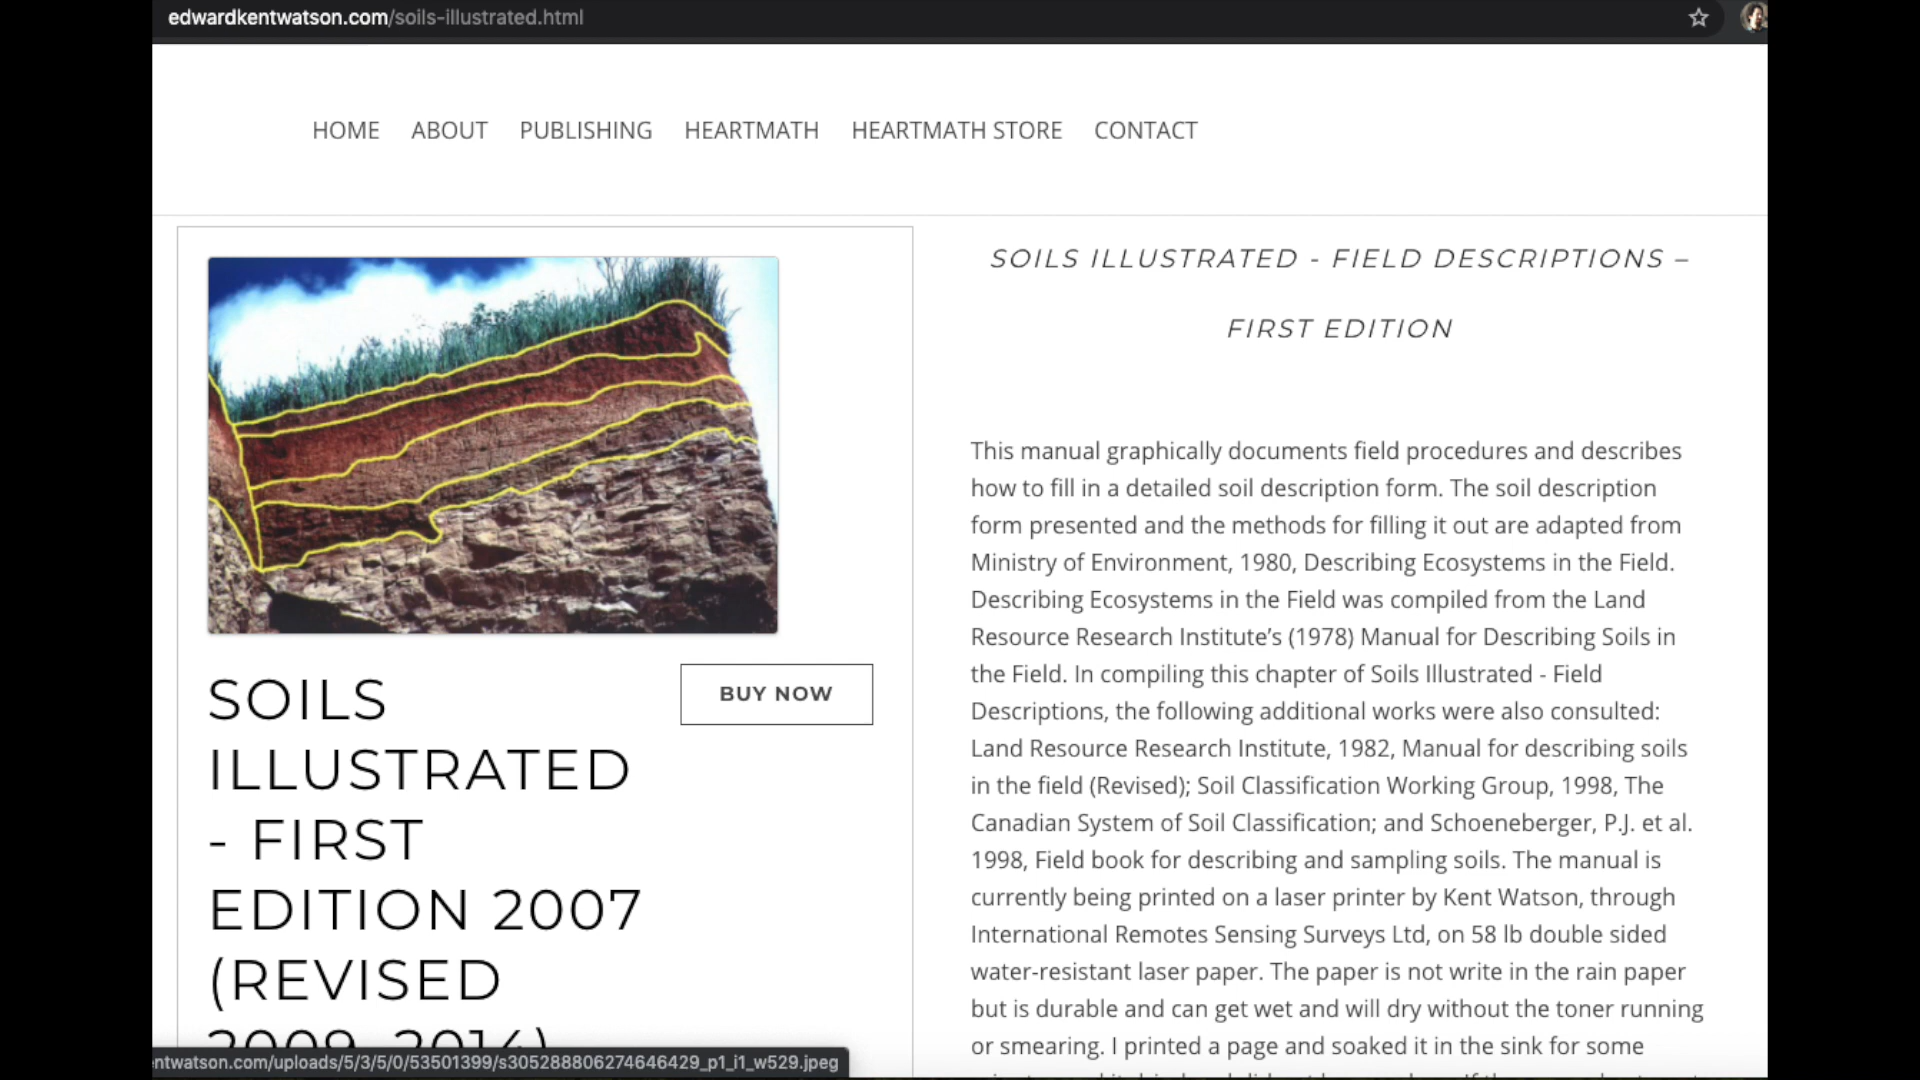 edwardkentwatson.com/soils-illustrated.html
HOME ABOUT PUBLISHING HEARTMATH HEARTMATH STORE CONTACT
SOILS
ILLUSTRATED
- FIRST
EDITION 2007
(REVISED
2009, 2014)
BUY NOW
SOILS ILLUSTRATED - FIELD DESCRIPTIONS –
FIRST EDITION
This manual graphically documents field procedures and describes
how to fill in a detailed soil description form. The soil description
form presented and the methods for filling it out are adapted from
Ministry of Environment, 1980, Describing Ecosystems in the Field.
Describing Ecosystems in the Field was compiled from the Land
Resource Research Institute’s (1978) Manual for Describing Soils in
the Field. In compiling this chapter of Soils Illustrated - Field
Descriptions, the following additional works were also consulted:
Land Resource Research Institute, 1982, Manual for describing soils
in the field (Revised); Soil Classification Working Group, 1998, The
Canadian System of Soil Classification; and Schoeneberger, P.J. et al.
1998, Field book for describing and sampling soils. The manual is
currently being printed on a laser printer by Kent Watson, through
International Remotes Sensing Surveys Ltd, on 58 lb double sided
water-resistant laser paper. The paper is not write in the rain paper
but is durable and can get wet and will dry without the toner running
or smearing. I printed a page and soaked it in the sink for some
ntwatson.com/uploads/5/3/5/0/53501399/s305288806274646429_p1_i1_w529.jpeg